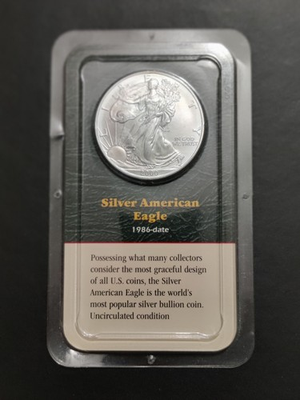 Silver American
Eagle
1986-date
Possessing what many collectors
consider the most graceful design
of all U.S. coins, the Silver
American Eagle is the world's
most popular silver bullion coin.
Uncirculated condition